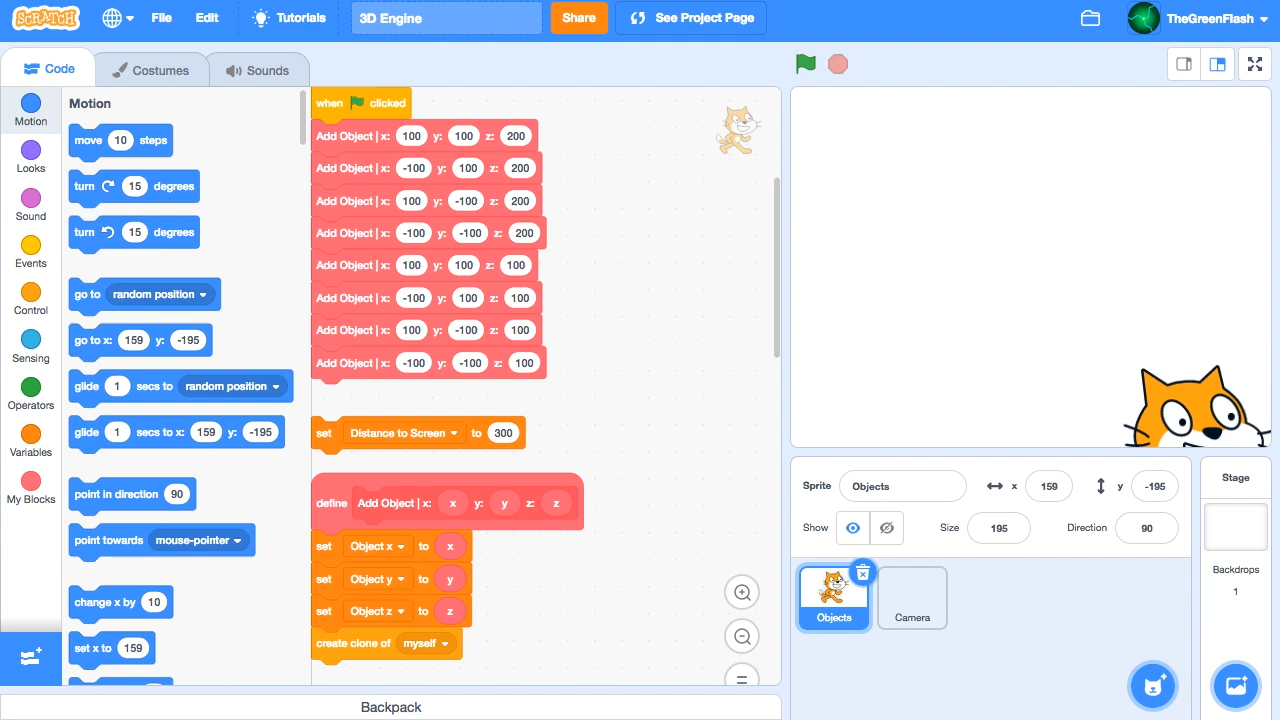 SCRATCH File Edit Tutorials 3D Engine Share See Project Page TheGreenFlash
Code Costumes Sounds
Motion
Looks
Sound
Events
Control
Sensing
Operators
Variables
My Blocks
Motion
move 10 steps
turn 15 degrees
turn 15 degrees
go to random position
go to x: 159 y: -195
glide 1 secs to random position
glide 1 secs to x: 159 y: -195
point in direction 90
point towards mouse-pointer
change x by 10
set x to 159
when clicked
Add Object | x: 100 y: 100 z: 200
Add Object | x: -100 y: 100 z: 200
Add Object | x: 100 y: -100 z: 200
Add Object | x: -100 y: -100 z: 200
Add Object | x: 100 y: 100 z: 100
Add Object | x: -100 y: 100 z: 100
Add Object | x: 100 y: -100 z: 100
Add Object | x: -100 y: -100 z: 100
set Distance to Screen to 300
define Add Object | x: x y: y z: z
set Object x to x
set Object y to y
set Object z to z
create clone of myself
Backpack
Sprite Objects x 159 y -195
Show Size 195 Direction 90
Objects
Camera
Stage
Backdrops
1